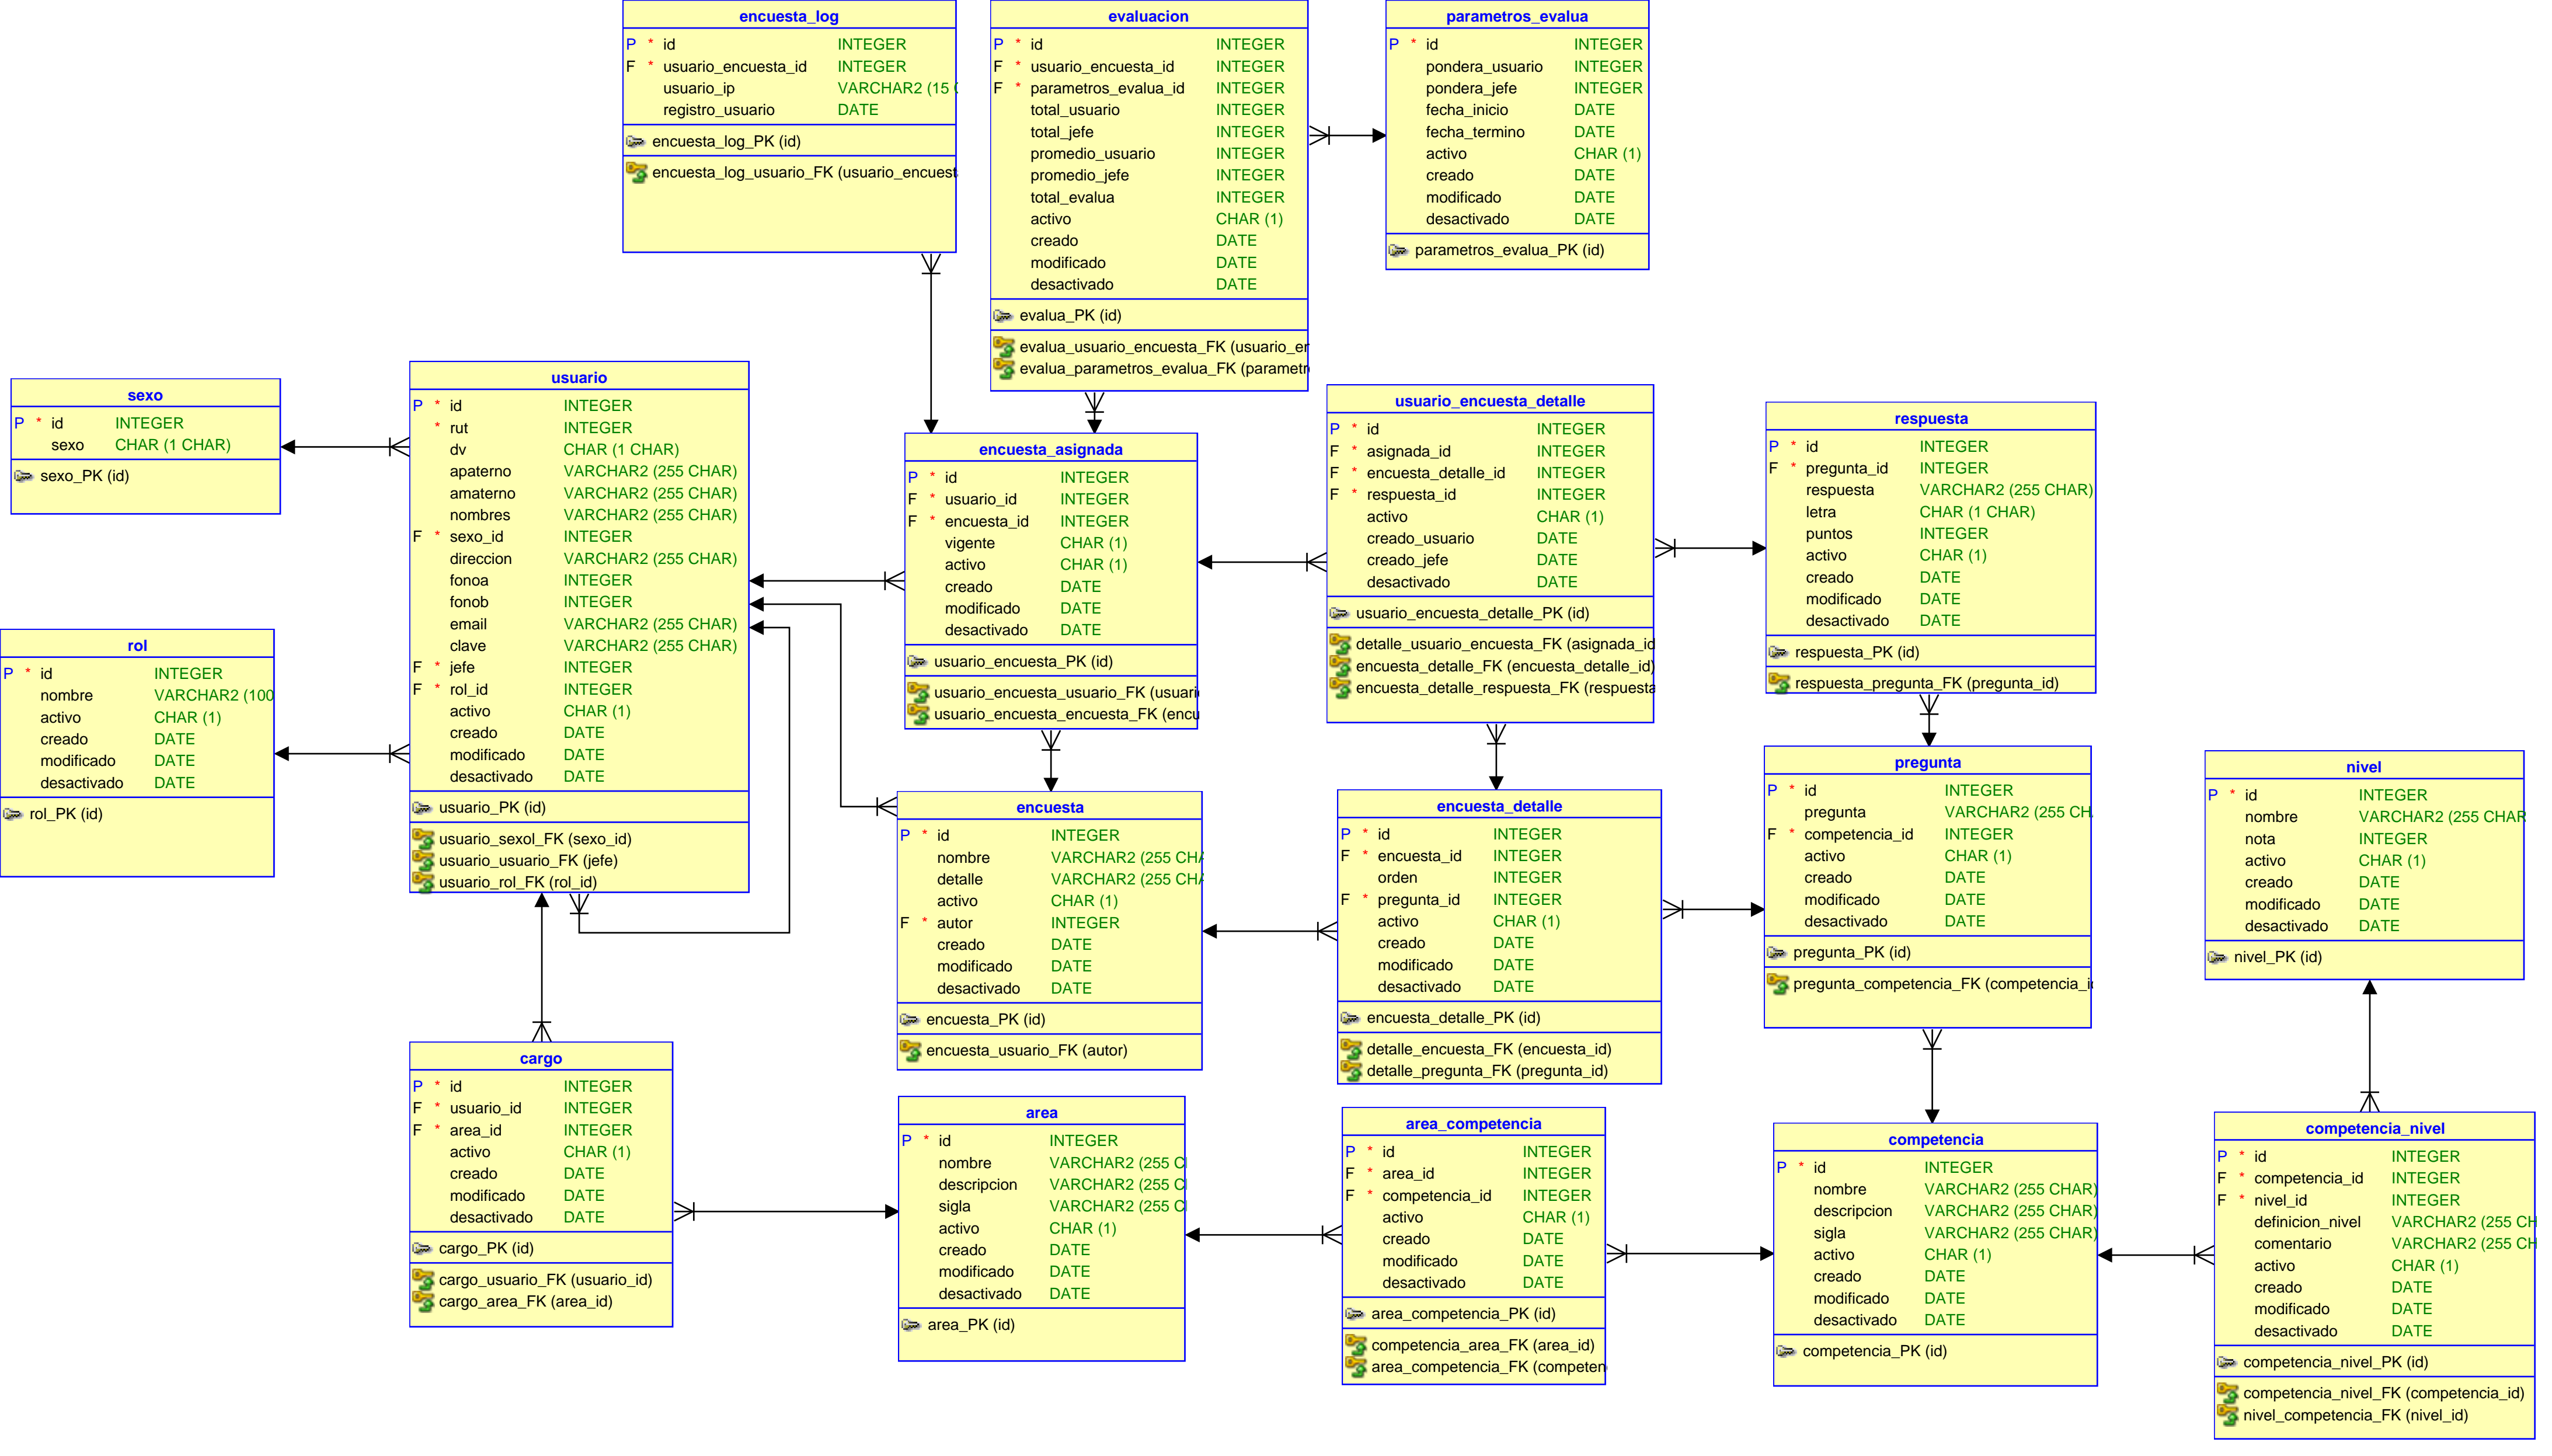 encuesta_log
P * id INTEGER
F * usuario_encuesta_id INTEGER
usuario_ip VARCHAR2 (15
registro_usuario DATE
encuesta_log_PK (id)
encuesta_log_usuario_FK (usuario_encuest
evaluacion
P * id INTEGER
F * usuario_encuesta_id INTEGER
F * parametros_evalua_id INTEGER
total_usuario INTEGER
total_jefe INTEGER
promedio_usuario INTEGER
promedio_jefe INTEGER
total_evalua INTEGER
activo CHAR (1)
creado DATE
modificado DATE
desactivado DATE
evalua_PK (id)
evalua_usuario_encuesta_FK (usuario_er
evalua_parametros_evalua_FK (parametr
parametros_evalua
P * id INTEGER
pondera_usuario INTEGER
pondera_jefe INTEGER
fecha_inicio DATE
fecha_termino DATE
activo CHAR (1)
creado DATE
modificado DATE
desactivado DATE
parametros_evalua_PK (id)
sexo
P * id INTEGER
sexo CHAR (1 CHAR)
sexo_PK (id)
usuario
P * id INTEGER
* rut INTEGER
dv CHAR (1 CHAR)
apaterno VARCHAR2 (255 CHAR)
amaterno VARCHAR2 (255 CHAR)
nombres VARCHAR2 (255 CHAR)
F * sexo_id INTEGER
direccion VARCHAR2 (255 CHAR)
fonoa INTEGER
fonob INTEGER
email VARCHAR2 (255 CHAR)
clave VARCHAR2 (255 CHAR)
F * jefe INTEGER
F * rol_id INTEGER
activo CHAR (1)
creado DATE
modificado DATE
desactivado DATE
usuario_PK (id)
usuario_sexol_FK (sexo_id)
usuario_usuario_FK (jefe)
usuario_rol_FK (rol_id)
encuesta_asignada
P * id INTEGER
F * usuario_id INTEGER
F * encuesta_id INTEGER
vigente CHAR (1)
activo CHAR (1)
creado DATE
modificado DATE
desactivado DATE
usuario_encuesta_PK (id)
usuario_encuesta_usuario_FK (usuari
usuario_encuesta_encuesta_FK (encu
usuario_encuesta_detalle
P * id INTEGER
F * asignada_id INTEGER
F * encuesta_detalle_id INTEGER
F * respuesta_id INTEGER
activo CHAR (1)
creado_usuario DATE
creado_jefe DATE
desactivado DATE
usuario_encuesta_detalle_PK (id)
detalle_usuario_encuesta_FK (asignada_id
encuesta_detalle_FK (encuesta_detalle_id)
encuesta_detalle_respuesta_FK (respuesta
respuesta
P * id INTEGER
F * pregunta_id INTEGER
respuesta VARCHAR2 (255 CHAR)
letra CHAR (1 CHAR)
puntos INTEGER
activo CHAR (1)
creado DATE
modificado DATE
desactivado DATE
respuesta_PK (id)
respuesta_pregunta_FK (pregunta_id)
rol
P * id INTEGER
nombre VARCHAR2 (100
activo CHAR (1)
creado DATE
modificado DATE
desactivado DATE
rol_PK (id)
encuesta
P * id INTEGER
nombre VARCHAR2 (255 CHA
detalle VARCHAR2 (255 CHA
activo CHAR (1)
F * autor INTEGER
creado DATE
modificado DATE
desactivado DATE
encuesta_PK (id)
encuesta_usuario_FK (autor)
encuesta_detalle
P * id INTEGER
F * encuesta_id INTEGER
orden INTEGER
F * pregunta_id INTEGER
activo CHAR (1)
creado DATE
modificado DATE
desactivado DATE
encuesta_detalle_PK (id)
detalle_encuesta_FK (encuesta_id)
detalle_pregunta_FK (pregunta_id)
pregunta
P * id INTEGER
pregunta VARCHAR2 (255 CH
F * competencia_id INTEGER
activo CHAR (1)
creado DATE
modificado DATE
desactivado DATE
pregunta_PK (id)
pregunta_competencia_FK (competencia_i
nivel
P * id INTEGER
nombre VARCHAR2 (255 CHAR
nota INTEGER
activo CHAR (1)
creado DATE
modificado DATE
desactivado DATE
nivel_PK (id)
cargo
P * id INTEGER
F * usuario_id INTEGER
F * area_id INTEGER
activo CHAR (1)
creado DATE
modificado DATE
desactivado DATE
cargo_PK (id)
cargo_usuario_FK (usuario_id)
cargo_area_FK (area_id)
area
P * id INTEGER
nombre VARCHAR2 (255 C
descripcion VARCHAR2 (255 C
sigla VARCHAR2 (255 C
activo CHAR (1)
creado DATE
modificado DATE
desactivado DATE
area_PK (id)
area_competencia
P * id INTEGER
F * area_id INTEGER
F * competencia_id INTEGER
activo CHAR (1)
creado DATE
modificado DATE
desactivado DATE
area_competencia_PK (id)
competencia_area_FK (area_id)
area_competencia_FK (competen
competencia
P * id INTEGER
nombre VARCHAR2 (255 CHAR)
descripcion VARCHAR2 (255 CHAR)
sigla VARCHAR2 (255 CHAR)
activo CHAR (1)
creado DATE
modificado DATE
desactivado DATE
competencia_PK (id)
competencia_nivel
P * id INTEGER
F * competencia_id INTEGER
F * nivel_id INTEGER
definicion_nivel VARCHAR2 (255 CH
comentario VARCHAR2 (255 CH
activo CHAR (1)
creado DATE
modificado DATE
desactivado DATE
competencia_nivel_PK (id)
competencia_nivel_FK (competencia_id)
nivel_competencia_FK (nivel_id)